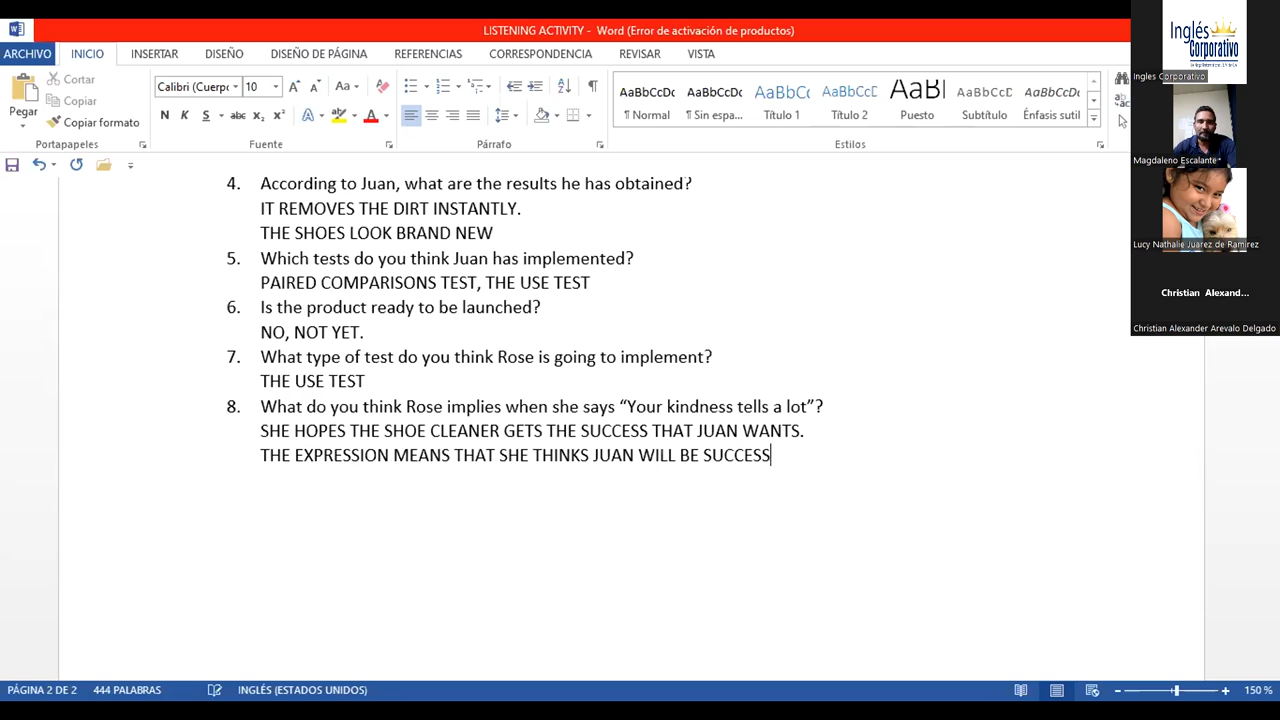 LISTENING ACTIVITY - Word (Error de activación de productos)
ARCHIVO INICIO INSERTAR DISEÑO DISEÑO DE PÁGINA REFERENCIAS CORRESPONDENCIA REVISAR VISTA
Pegar
Cortar
Copiar
Copiar formato
Portapapeles
Calibri (Cuerpo 10
N K S abc x₂ x²
Fuente
Párrafo
AaBbCcDc AaBbCcDc AaBbCc AaBbCcD AaBl AaBbCcD AaBbCcDc
¶ Normal ¶ Sin espa... Título 1 Título 2 Puesto Subtítulo Énfasis sutil
Estilos
4. According to Juan, what are the results he has obtained?
IT REMOVES THE DIRT INSTANTLY.
THE SHOES LOOK BRAND NEW
5. Which tests do you think Juan has implemented?
PAIRED COMPARISONS TEST, THE USE TEST
6. Is the product ready to be launched?
NO, NOT YET.
7. What type of test do you think Rose is going to implement?
THE USE TEST
8. What do you think Rose implies when she says “Your kindness tells a lot”?
SHE HOPES THE SHOE CLEANER GETS THE SUCCESS THAT JUAN WANTS.
THE EXPRESSION MEANS THAT SHE THINKS JUAN WILL BE SUCCESS
PÁGINA 2 DE 2 444 PALABRAS INGLÉS (ESTADOS UNIDOS) 150 %
Inglés
Corporativo
Ingles Corporativo
Magdaleno Escalante
Lucy Nathalie Juarez de Ramirez
Christian Alexand...
Christian Alexander Arevalo Delgado